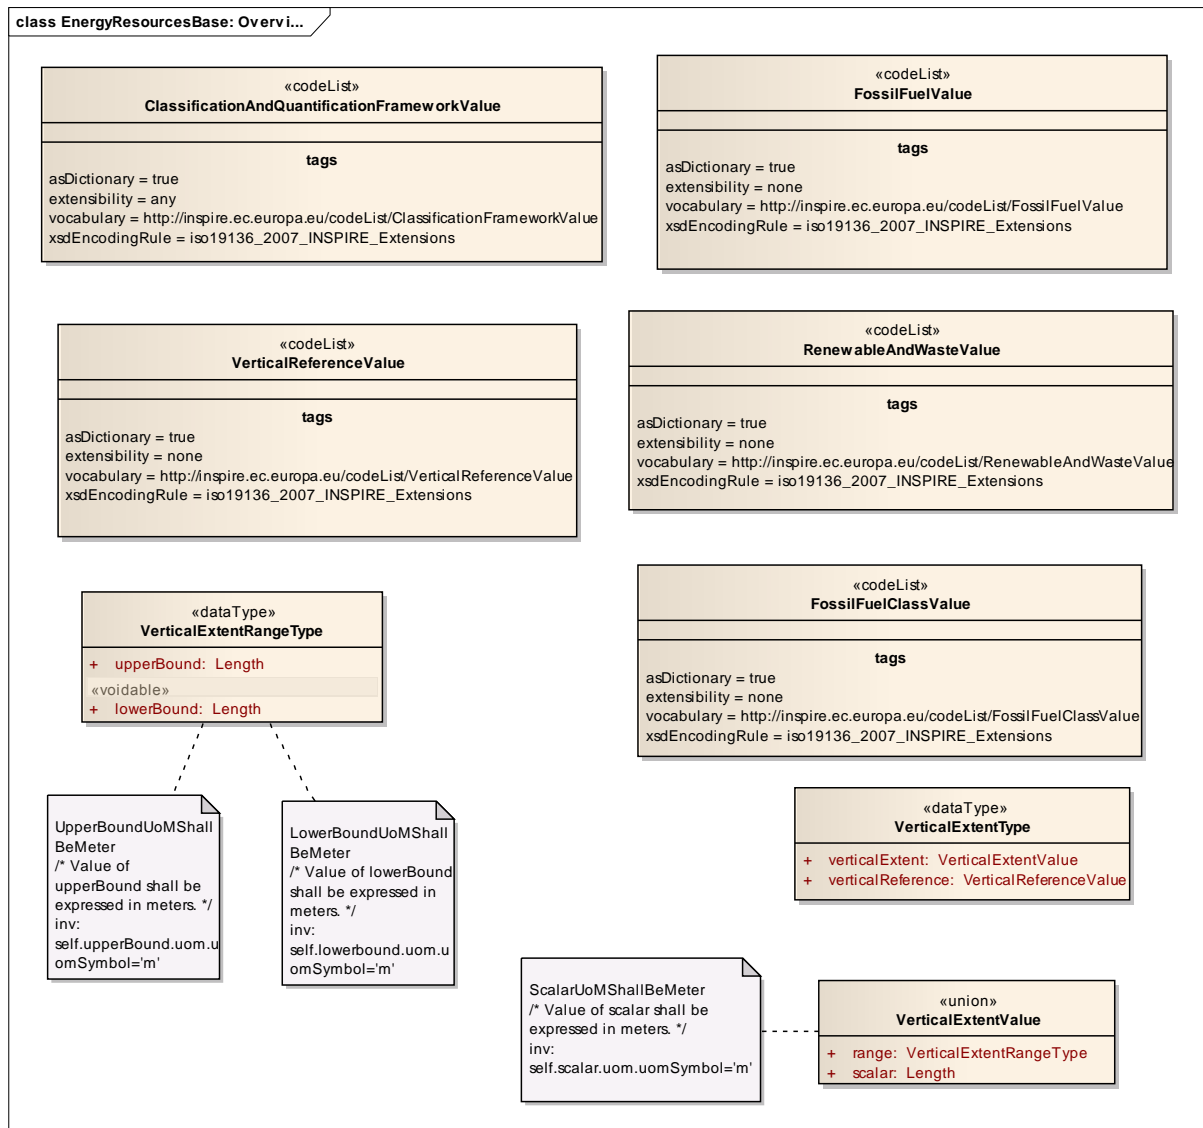 class EnergyResourcesBase: Overvi...
«codeList»
ClassificationAndQuantificationFrameworkValue
tags
asDictionary = true
extensibility = any
vocabulary = http://inspire.ec.europa.eu/codeList/ClassificationFrameworkValue
xsdEncodingRule = iso19136_2007_INSPIRE_Extensions
«codeList»
FossilFuelValue
tags
asDictionary = true
extensibility = none
vocabulary = http://inspire.ec.europa.eu/codeList/FossilFuelValue
xsdEncodingRule = iso19136_2007_INSPIRE_Extensions
«codeList»
VerticalReferenceValue
tags
asDictionary = true
extensibility = none
vocabulary = http://inspire.ec.europa.eu/codeList/VerticalReferenceValue
xsdEncodingRule = iso19136_2007_INSPIRE_Extensions
«codeList»
RenewableAndWasteValue
tags
asDictionary = true
extensibility = none
vocabulary = http://inspire.ec.europa.eu/codeList/RenewableAndWasteValue
xsdEncodingRule = iso19136_2007_INSPIRE_Extensions
«dataType»
VerticalExtentRangeType
+ upperBound: Length
«voidable»
+ lowerBound: Length
«codeList»
FossilFuelClassValue
tags
asDictionary = true
extensibility = none
vocabulary = http://inspire.ec.europa.eu/codeList/FossilFuelClassValue
xsdEncodingRule = iso19136_2007_INSPIRE_Extensions
UpperBoundUoMShall
BeMeter
/* Value of
upperBound shall be
expressed in meters. */
inv:
self.upperBound.uom.u
omSymbol='m'
LowerBoundUoMShall
BeMeter
/* Value of lowerBound
shall be expressed in
meters. */
inv:
self.lowerbound.uom.u
omSymbol='m'
«dataType»
VerticalExtentType
+ verticalExtent: VerticalExtentValue
+ verticalReference: VerticalReferenceValue
ScalarUoMShallBeMeter
/* Value of scalar shall be
expressed in meters. */
inv:
self.scalar.uom.uomSymbol='m'
«union»
VerticalExtentValue
+ range: VerticalExtentRangeType
+ scalar: Length